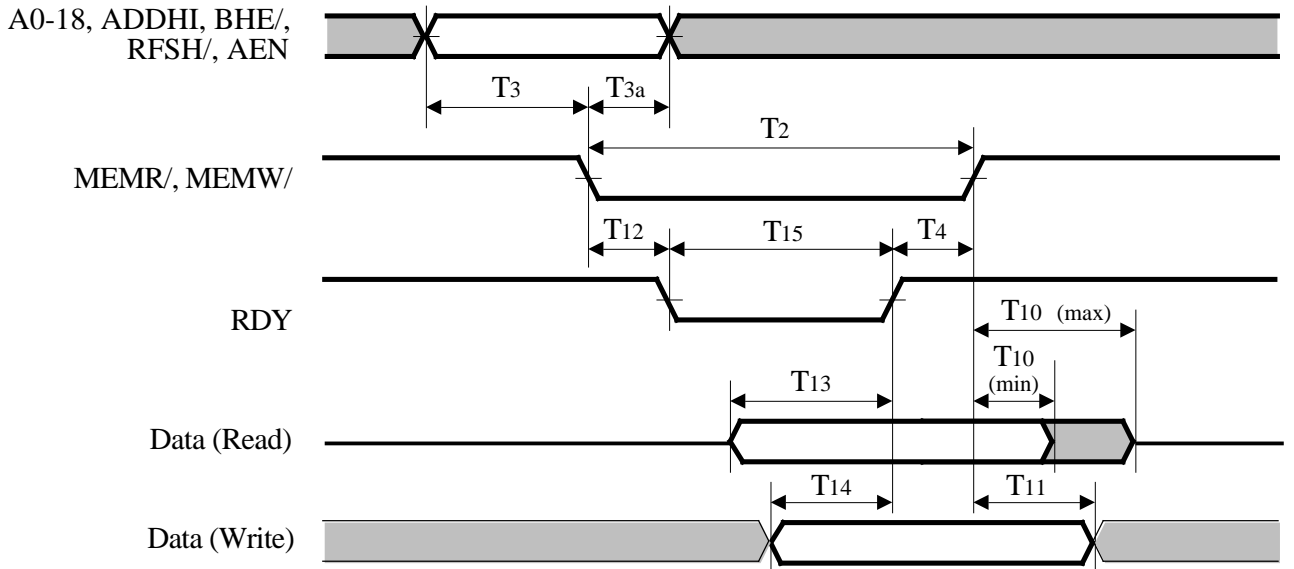 A0-18, ADDHI, BHE/,
RFSH/, AEN
T3
T3a
T2
MEMR/, MEMW/
T12
T15
T4
RDY
T10 (max)
T10
(min)
T13
Data (Read)
T14
T11
Data (Write)